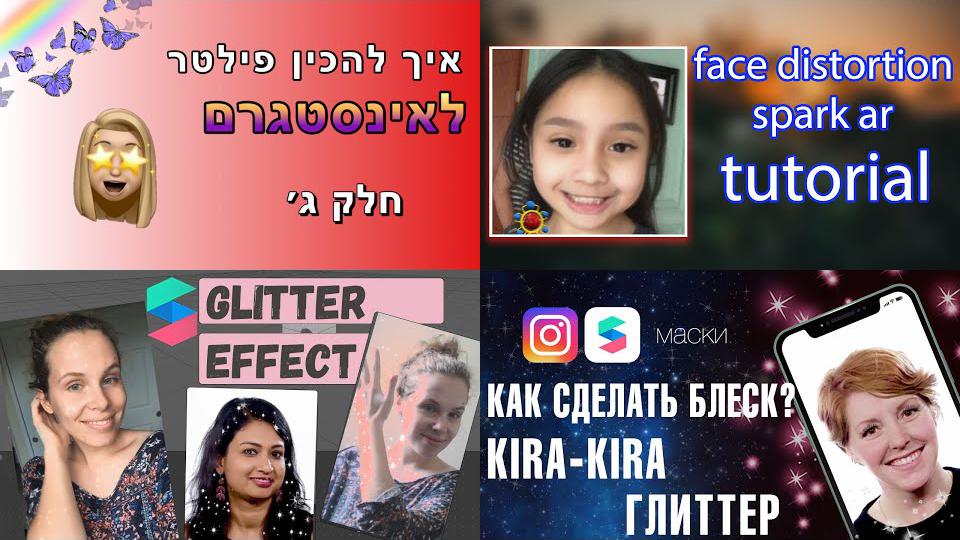 איך להכין פילטר
לאינסטגרם
חלק ג'
face distortion
spark ar
tutorial
GLITTER
EFFECT
маски
КАК СДЕЛАТЬ БЛЕСК?
KIRA-KIRA
ГЛИТТЕР